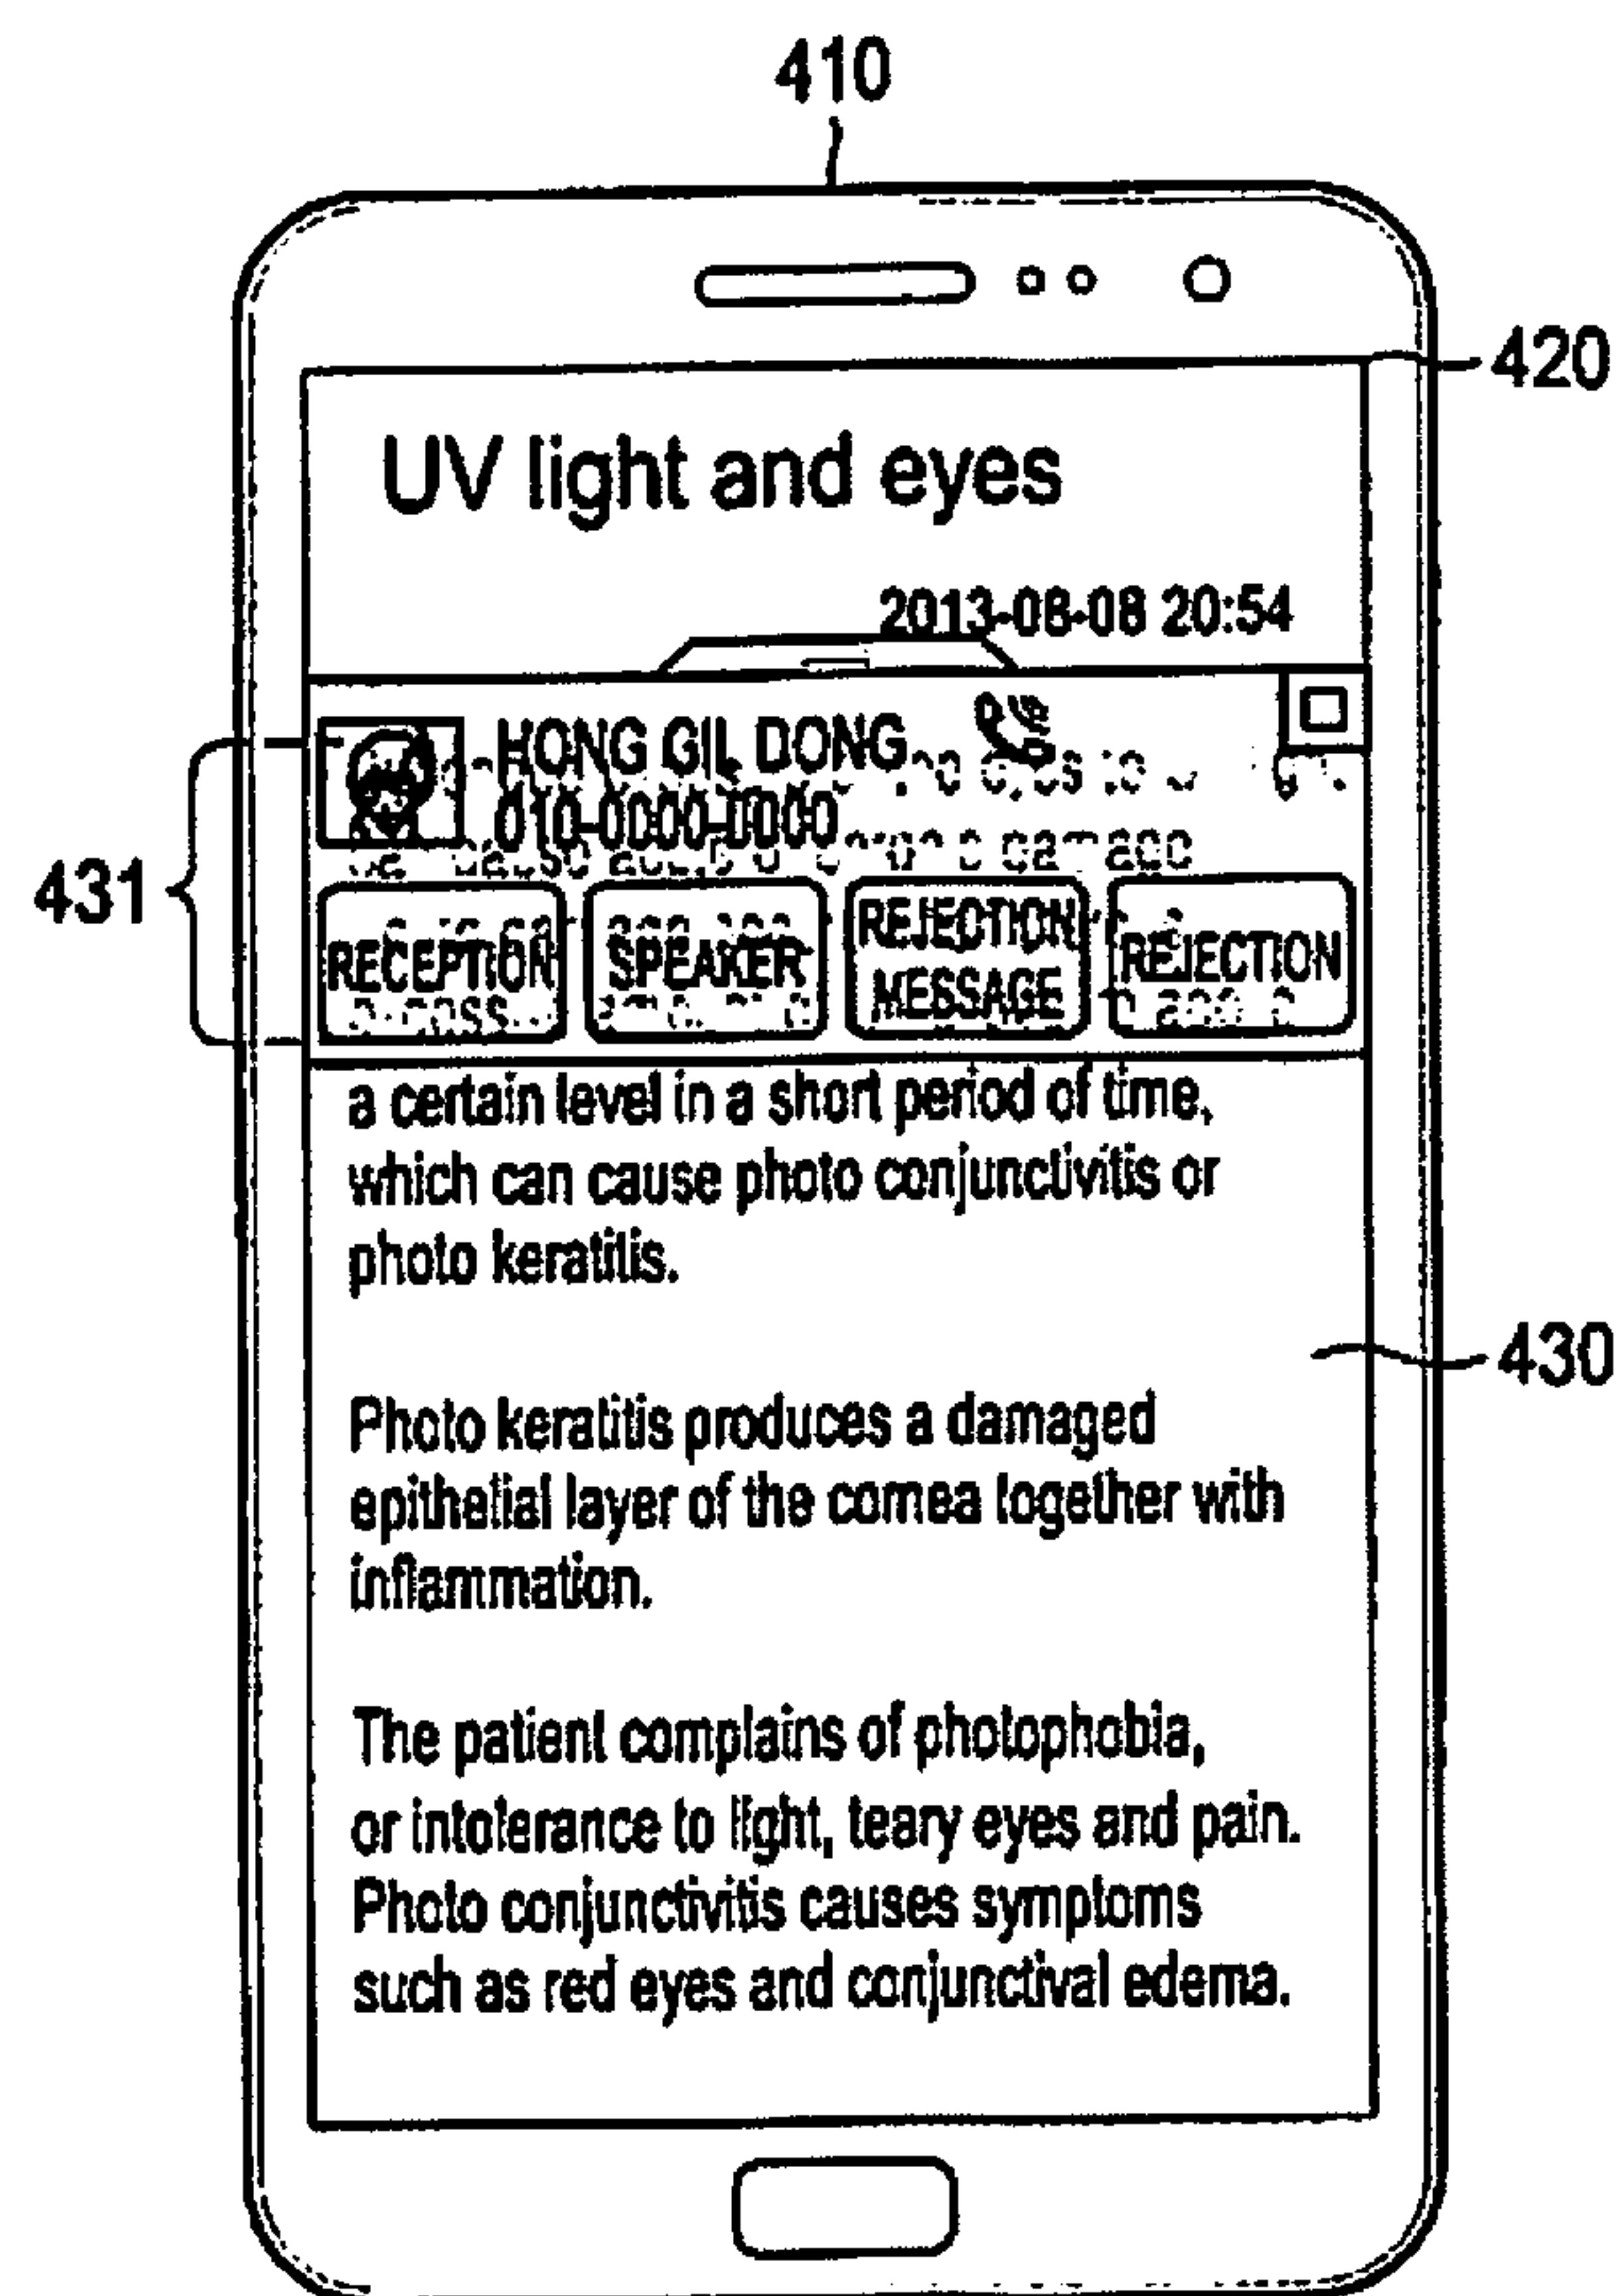 410
420
UV light and eyes
2013-08-08 20:54
HONG GIL DONG
010-0000-0000
damage
431
RECEPTION
SPEAKER
REJECTION
MESSAGE
REJECTION
a certain level in a short period of time,
which can cause photo conjunctivitis or
photo keratitis.
430
Photo keratitis produces a damaged
epithelial layer of the cornea together with
inflammation.
The patient complains of photophobia,
or intolerance to light, teary eyes and pain.
Photo conjunctivitis causes symptoms
such as red eyes and conjunctival edema.